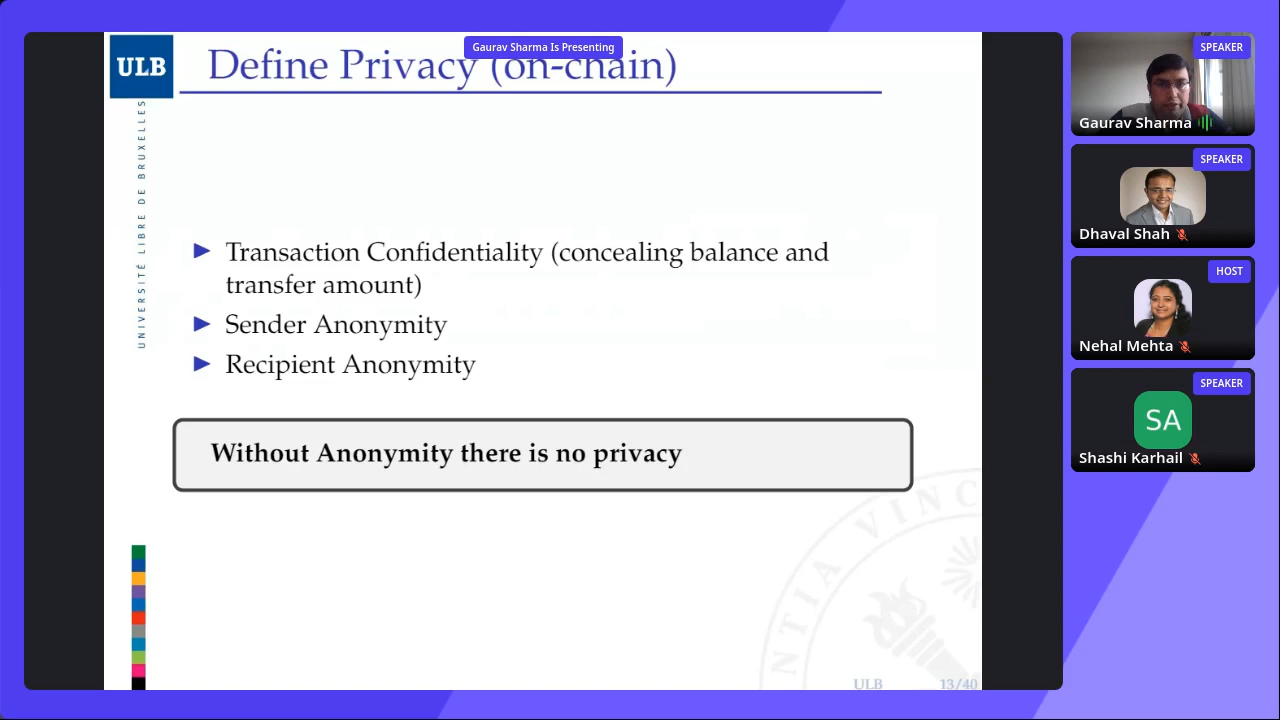 Gaurav Sharma Is Presenting
ULB
Define Privacy (on-chain)
UNIVERSITÉ LIBRE DE BRUXELLES
Transaction Confidentiality (concealing balance and
transfer amount)
Sender Anonymity
Recipient Anonymity
Without Anonymity there is no privacy
NTIA VINC
ULB 13/40
SPEAKER
Gaurav Sharma
SPEAKER
Dhaval Shah
HOST
Nehal Mehta
SPEAKER
SA
Shashi Karhail